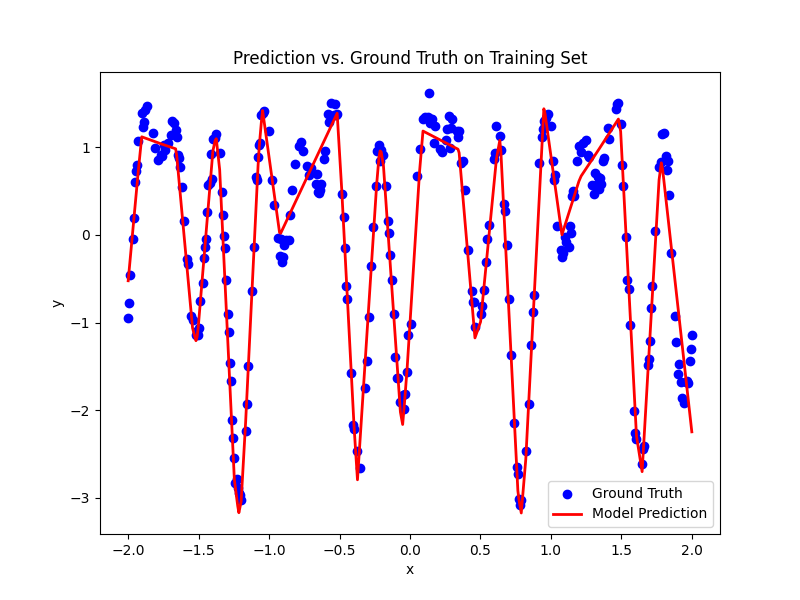 Prediction vs. Ground Truth on Training Set
y
1
0
−1
−2
−3
−2.0 −1.5 −1.0 −0.5 0.0 0.5 1.0 1.5 2.0
x
Ground Truth
Model Prediction